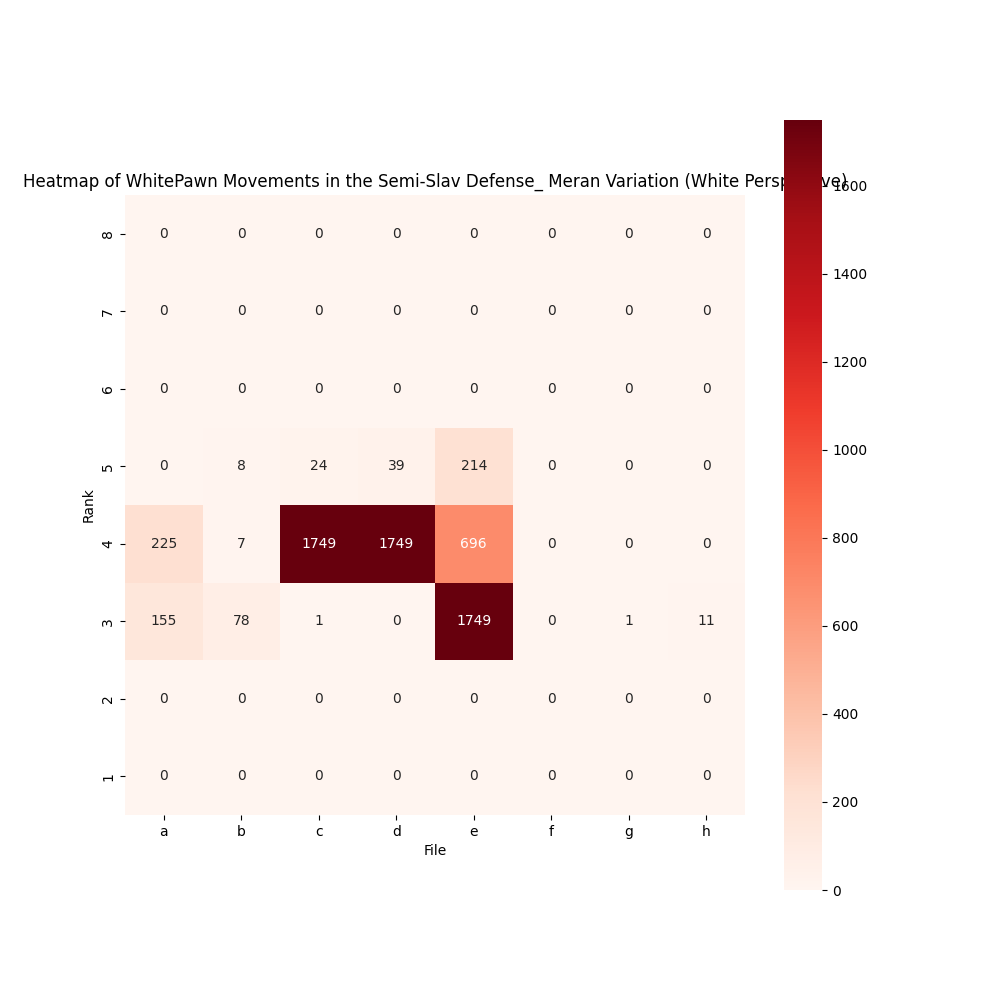 Heatmap of WhitePawn Movements in the Semi-Slav Defense_ Meran Variation (White Persp ve)
1600
1400
1200
1000
800
600
400
200
0
8 0 0 0 0 0 0 0 0
7 0 0 0 0 0 0 0 0
6 0 0 0 0 0 0 0 0
5 0 8 24 39 214 0 0 0
Rank
4 225 7 1749 1749 696 0 0 0
3 155 78 1 0 1749 0 1 11
2 0 0 0 0 0 0 0 0
1 0 0 0 0 0 0 0 0
a b c d e f g h
File